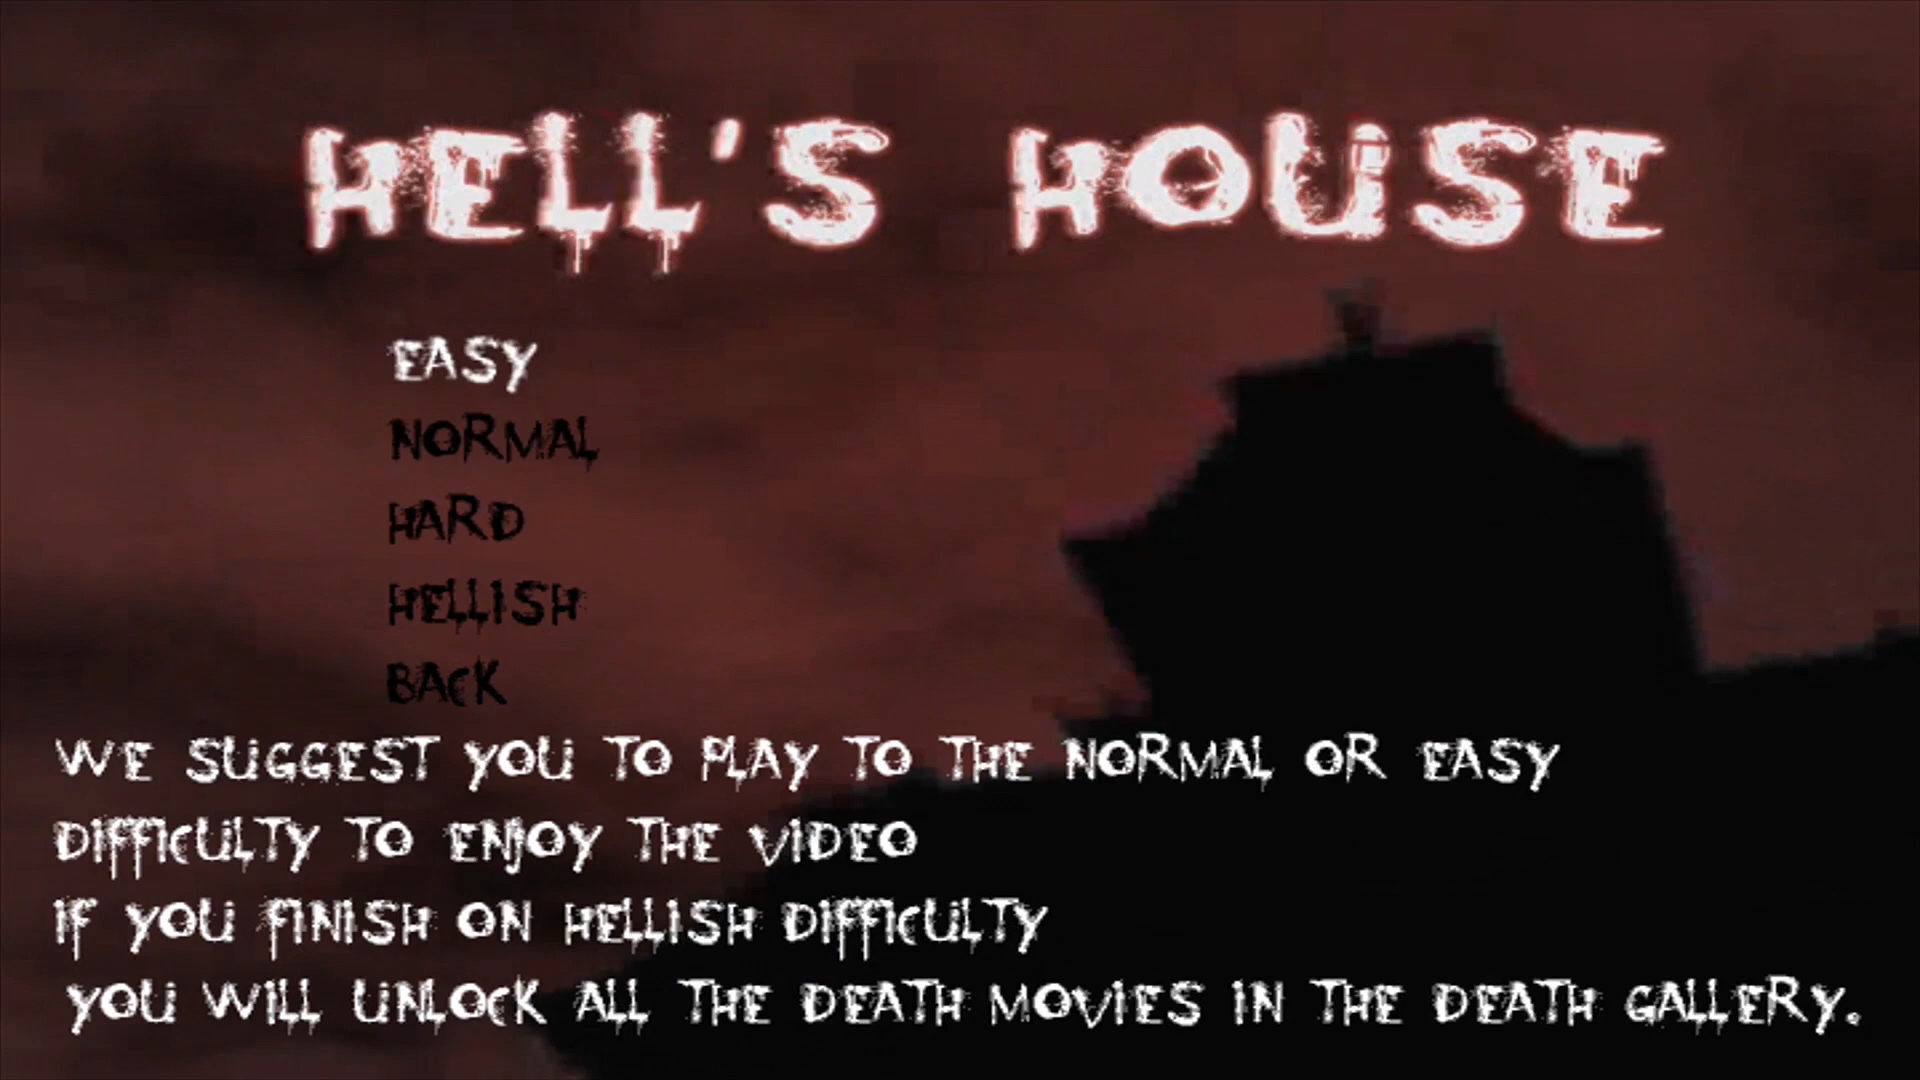 HELL'S HOUSE
EASY
NORMAL
HARD
HELLISH
BACK
WE SUGGEST YOU TO PLAY TO THE NORMAL OR EASY
DIFFICULTY TO ENJOY THE VIDEO
IF YOU FINISH ON HELLISH DIFFICULTY
YOU WILL UNLOCK ALL THE DEATH MOVIES IN THE DEATH GALLERY.